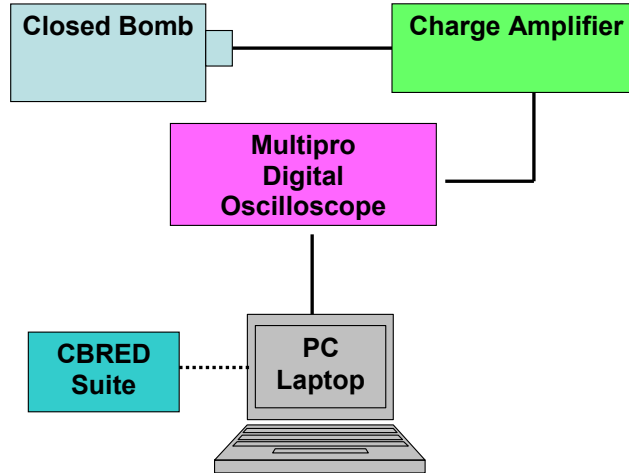 Closed Bomb
Charge Amplifier
Multipro
Digital
Oscilloscope
CBRED
Suite
PC
Laptop